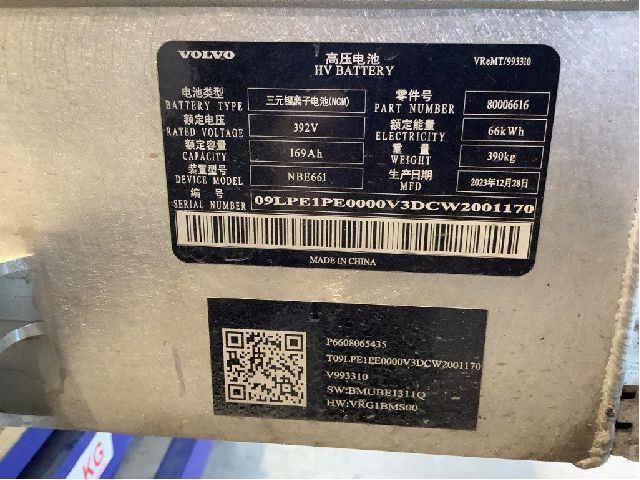 VOLVO
高压电池
HV BATTERY
VReMT/993310
电池类型
BATTERY TYPE
三元锂离子电池(NCM)
零件号
PART NUMBER
80006616
额定电压
RATED VOLTAGE
392V
额定能量
ELECTRICITY
66kWh
额定容量
CAPACITY
169Ah
重量
WEIGHT
390kg
装置型号
DEVICE MODEL
NBE661
生产日期
MFD
2023年12月28日
编号
SERIAL NUMBER
09LPE1PE0000V3DCW2001170
MADE IN CHINA
P6608065435
T09LPE1PE0000V3DCW2001170
V993310
SW:BMUBE1311Q
HW:VRG1BMS00
KG